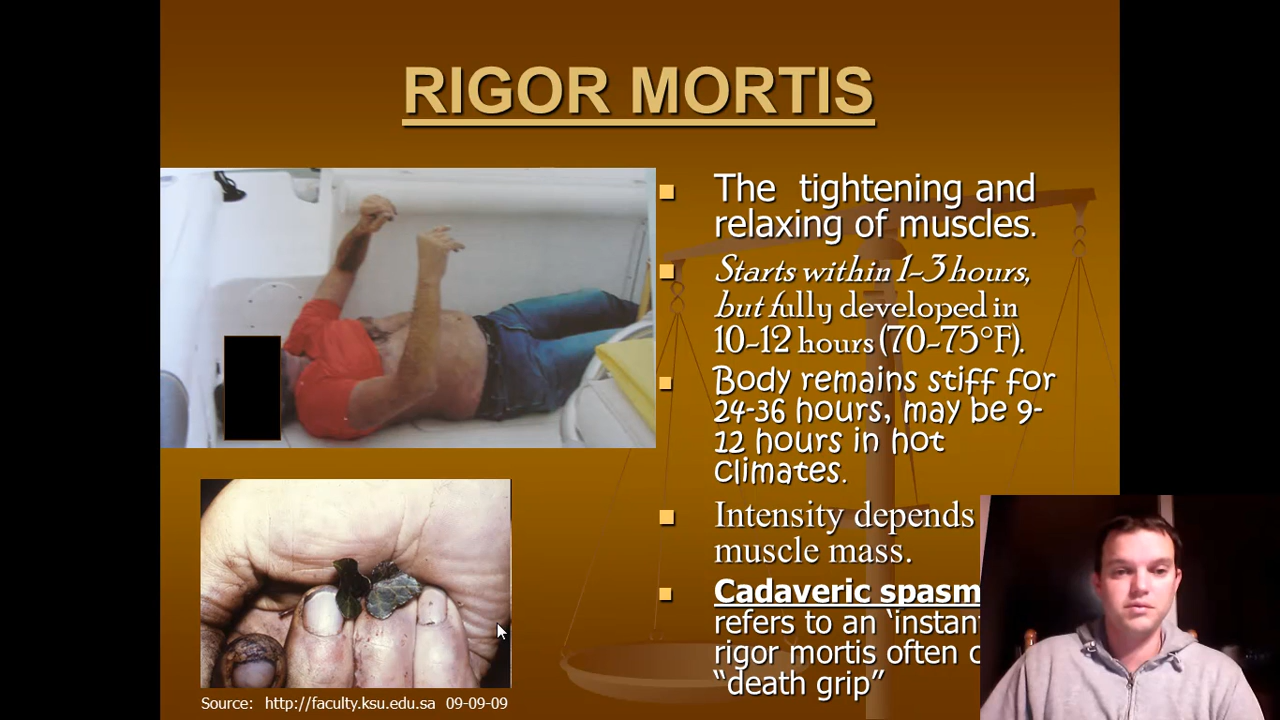 RIGOR MORTIS
The tightening and
relaxing of muscles.
Starts within 1-3 hours,
but fully developed in
10-12 hours (70-75°F).
Body remains stiff for
24-36 hours, may be 9-
12 hours in hot
climates.
Intensity depends
muscle mass.
Cadaveric spasm
refers to an ‘instan
rigor mortis often
“death grip”
Source: http://faculty.ksu.edu.sa 09-09-09